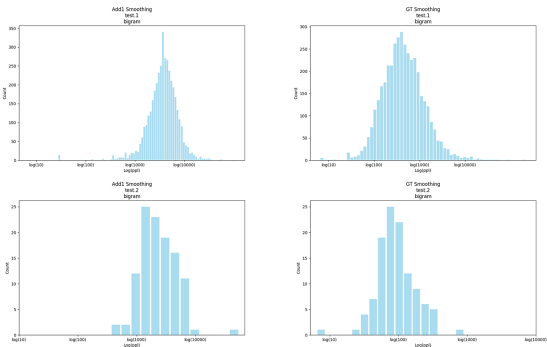 Add1 Smoothing
test.1
bigram
Count
350
300
250
200
150
100
50
0
log(10)
log(100)
log(1000)
log(10000)
Log(ppl)
GT Smoothing
test.1
bigram
Count
300
250
200
150
100
50
0
log(10)
log(100)
log(1000)
log(10000)
Log(ppl)
Add1 Smoothing
test.2
bigram
Count
25
20
15
10
5
0
log(10)
log(100)
log(1000)
log(10000)
Log(ppl)
GT Smoothing
test.2
bigram
Count
25
20
15
10
5
0
log(10)
log(100)
log(1000)
log(10000)
Log(ppl)